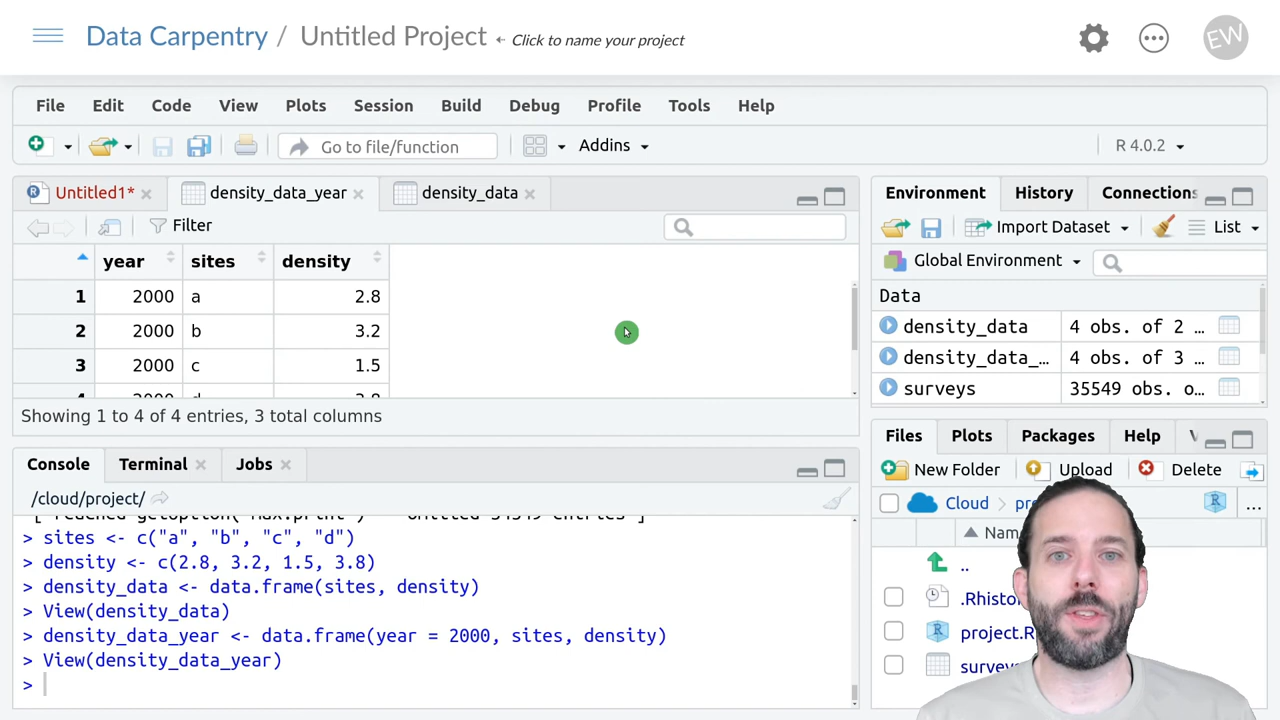 Data Carpentry / Untitled Project ← Click to name your project
EW
File Edit Code View Plots Session Build Debug Profile Tools Help
Go to file/function Addins R 4.0.2
Untitled1* density_data_year density_data
Filter
year sites density
1 2000 a 2.8
2 2000 b 3.2
3 2000 c 1.5
Showing 1 to 4 of 4 entries, 3 total columns
Console Terminal Jobs
/cloud/project/
> sites <- c("a", "b", "c", "d")
> density <- c(2.8, 3.2, 1.5, 3.8)
> density_data <- data.frame(sites, density)
> View(density_data)
> density_data_year <- data.frame(year = 2000, sites, density)
> View(density_data_year)
>
Environment History Connections
Import Dataset List
Global Environment
Data
density_data 4 obs. of 2 …
density_data_… 4 obs. of 3 …
surveys 35549 obs. o…
Files Plots Packages Help
New Folder Upload Delete
Cloud
..
project.R